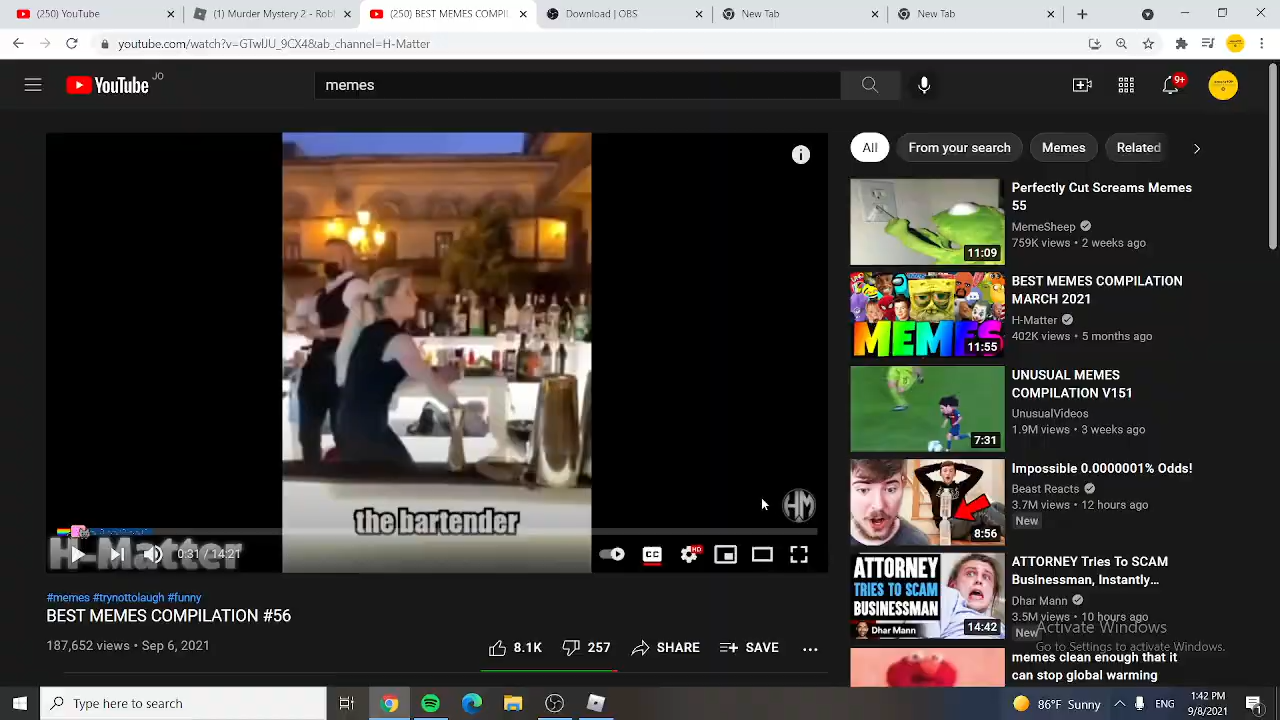 (250) YouTube
(1) Murder Mystery 2 - Rob
(250) BEST MEMES COMPIL
Download | OBS
New Tab
New Tab
youtube.com/watch?v=GTwIJU_9CX4&ab_channel=H-Matter
YouTube JO
memes
9+
All
From your search
Memes
Related
Perfectly Cut Screams Memes
55
MemeSheep
759K views • 2 weeks ago
11:09
BEST MEMES COMPILATION
MARCH 2021
H-Matter
402K views • 5 months ago
MEMES
11:55
UNUSUAL MEMES
COMPILATION V151
UnusualVideos
1.9M views • 3 weeks ago
7:31
Impossible 0.0000001% Odds!
Beast Reacts
3.7M views • 12 hours ago
New
8:56
ATTORNEY
TRIES TO SCAM
BUSINESSMAN
Dhar Mann
14:42
ATTORNEY Tries To SCAM
Businessman, Instantly...
Dhar Mann
3.5M views • 10 hours ago
New
memes clean enough that it
can stop global warming
Activate Windows
Go to Settings to activate Windows.
HM
the bartender
H-Matter
0:31 / 14:21
CC
HD
#memes #trynottolaugh #funny
BEST MEMES COMPILATION #56
187,652 views • Sep 6, 2021
8.1K
257
SHARE
SAVE
Type here to search
86°F Sunny
ENG
1:42 PM
9/8/2021
1